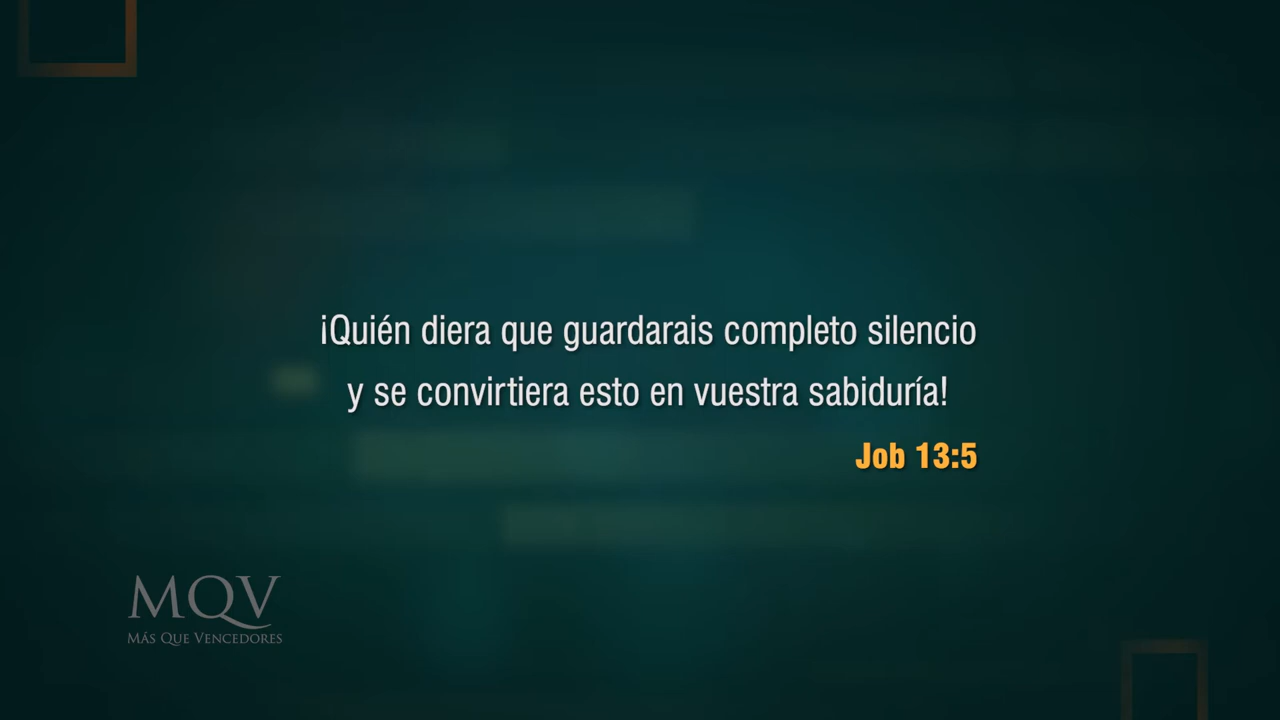 ¡Quién diera que guardarais completo silencio
y se convirtiera esto en vuestra sabiduría!
Job 13:5
MQV
MÁS QUE VENCEDORES